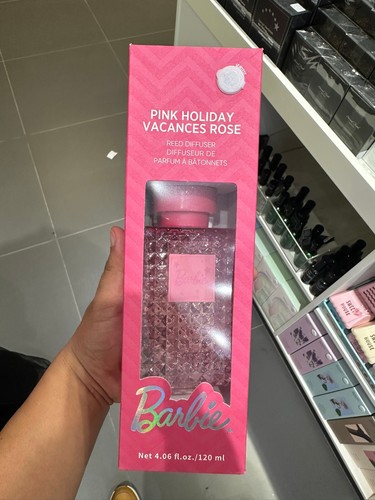 PINK HOLIDAY
VACANCES ROSE
REED DIFFUSER
DIFFUSEUR DE
PARFUM À BÂTONNETS
Barbie
Net 4.06 fl.oz./120 ml